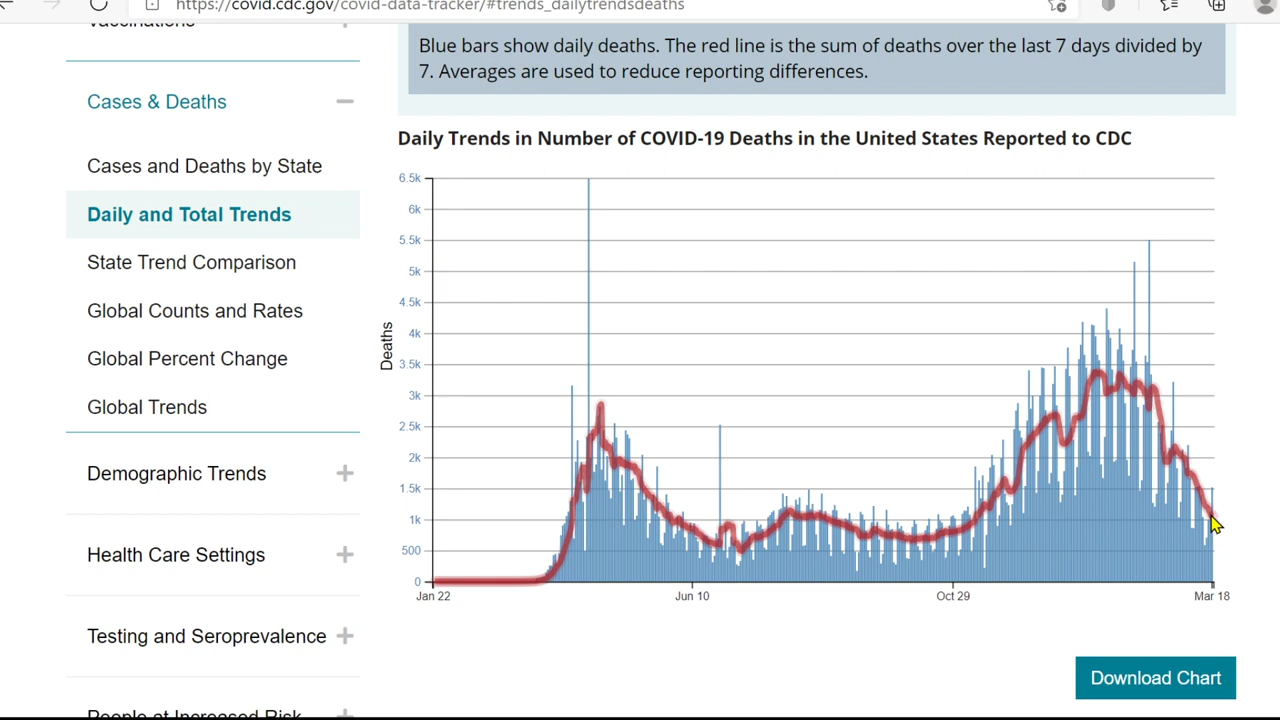 https://covid.cdc.gov/covid-data-tracker/#trends_dailytrendsdeaths
Vaccinations
Cases & Deaths
Cases and Deaths by State
Daily and Total Trends
State Trend Comparison
Global Counts and Rates
Global Percent Change
Global Trends
Demographic Trends
Health Care Settings
Testing and Seroprevalence
People at Increased Risk
Blue bars show daily deaths. The red line is the sum of deaths over the last 7 days divided by
7. Averages are used to reduce reporting differences.
Daily Trends in Number of COVID-19 Deaths in the United States Reported to CDC
Deaths
6.5k
6k
5.5k
5k
4.5k
4k
3.5k
3k
2.5k
2k
1.5k
1k
500
0
Jan 22
Jun 10
Oct 29
Mar 18
Download Chart